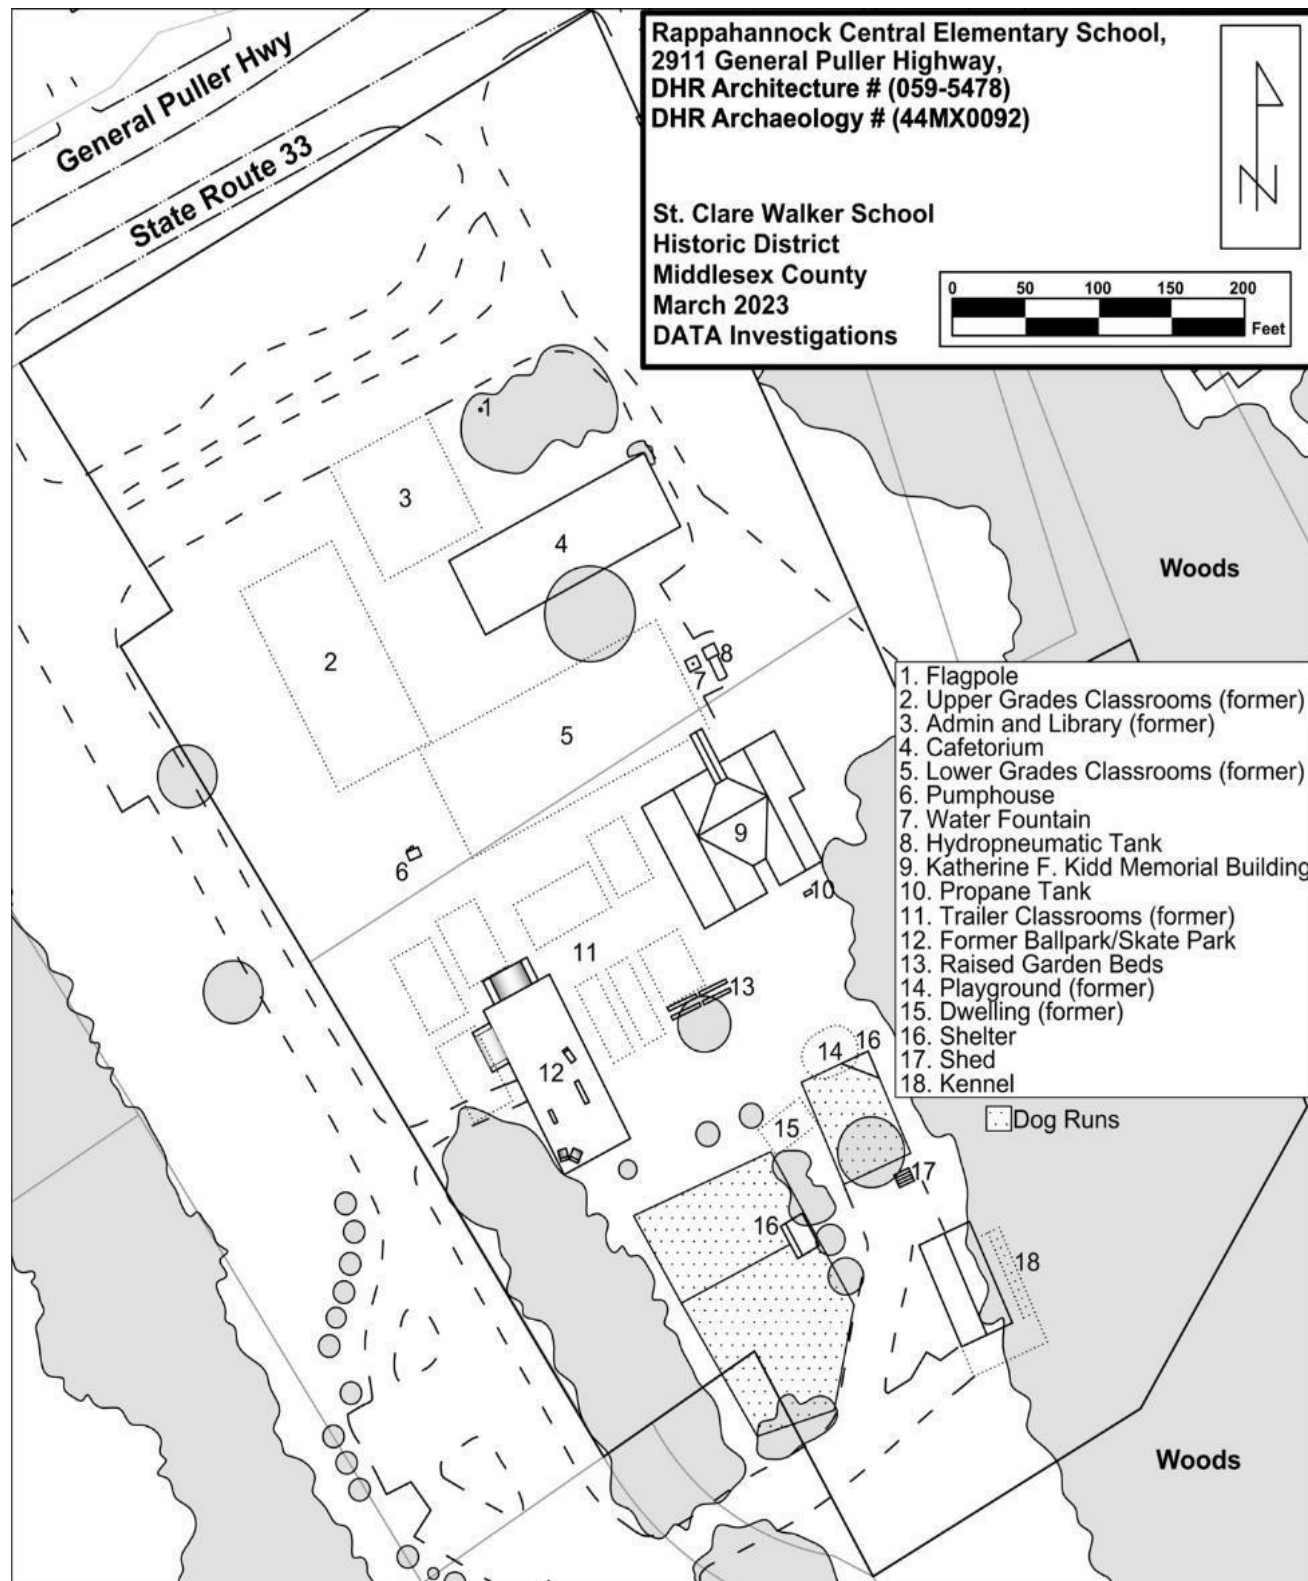 Rappahannock Central Elementary School,
2911 General Puller Highway,
DHR Architecture # (059-5478)
DHR Archaeology # (44MX0092)
St. Clare Walker School
Historic District
Middlesex County
March 2023
DATA Investigations
N
0 50 100 150 200
Feet
General Puller Hwy
State Route 33
1
3
4
2
8
7
5
9
6
10
11
13
12
14
16
15
17
16
18
Woods
1. Flagpole
2. Upper Grades Classrooms (former)
3. Admin and Library (former)
4. Cafetorium
5. Lower Grades Classrooms (former)
6. Pumphouse
7. Water Fountain
8. Hydropneumatic Tank
9. Katherine F. Kidd Memorial Building
10. Propane Tank
11. Trailer Classrooms (former)
12. Former Ballpark/Skate Park
13. Raised Garden Beds
14. Playground (former)
15. Dwelling (former)
16. Shelter
17. Shed
18. Kennel
Dog Runs
Woods